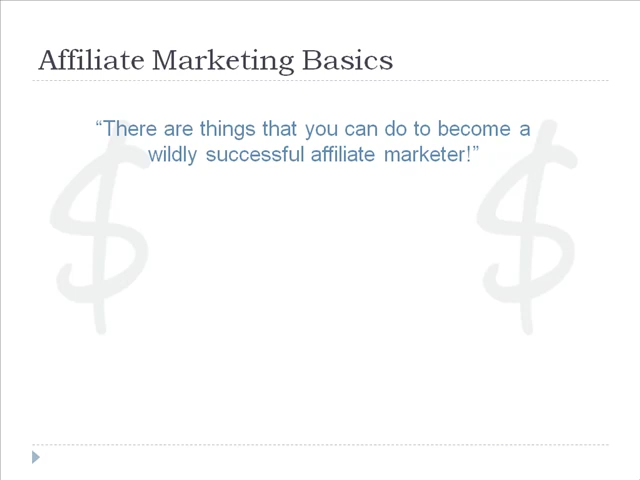 Affiliate Marketing Basics
“There are things that you can do to become a
wildly successful affiliate marketer!”
$ $